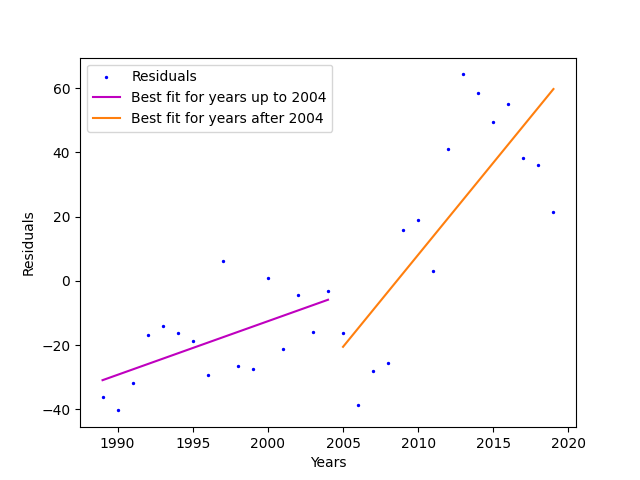 Residuals
Best fit for years up to 2004
Best fit for years after 2004
60
40
20
0
−20
−40
Residuals
1990 1995 2000 2005 2010 2015 2020
Years